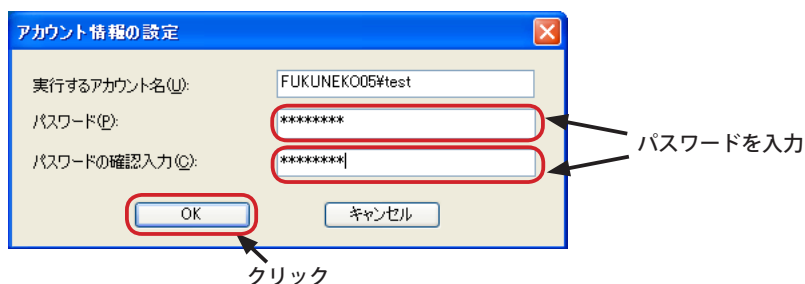 アカウント情報の設定
実行するアカウント名(U):
FUKUNEKO05¥test
パスワード(P):
********
パスワードを入力
パスワードの確認入力(C):
********
OK
キャンセル
クリック